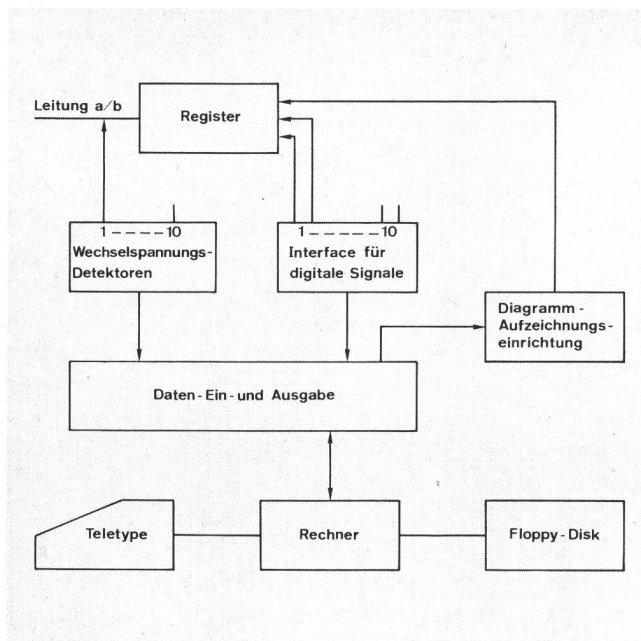 Leitung a/b
Register
1 _ _ _ _ _ 10
Wechselspannungs-
Detektoren
1 _ _ _ _ _ _ 10
Interface für
digitale Signale
Diagramm-
Aufzeichnungs-
einrichtung
Daten-Ein-und Ausgabe
Teletype
Rechner
Floppy-Disk